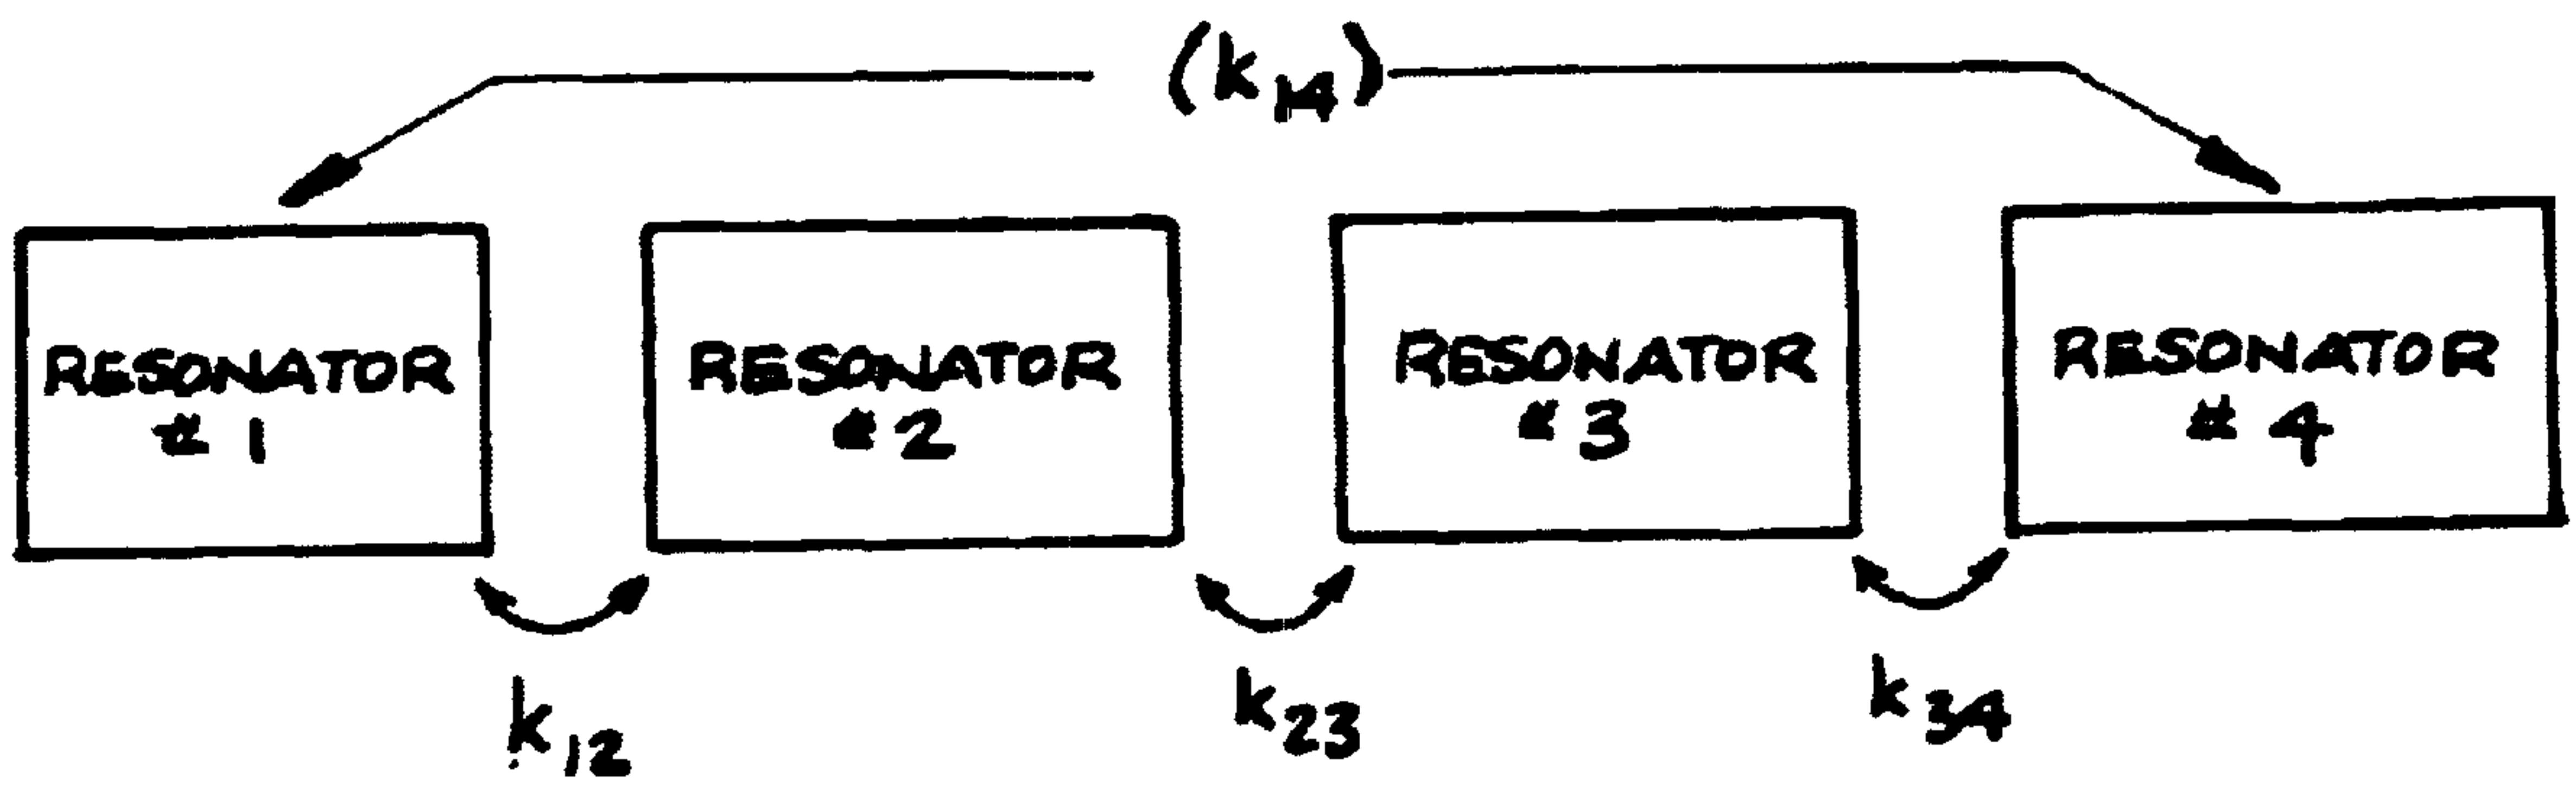 (k14)
RESONATOR
# 1
RESONATOR
# 2
RESONATOR
# 3
RESONATOR
# 4
k12
k23
k34